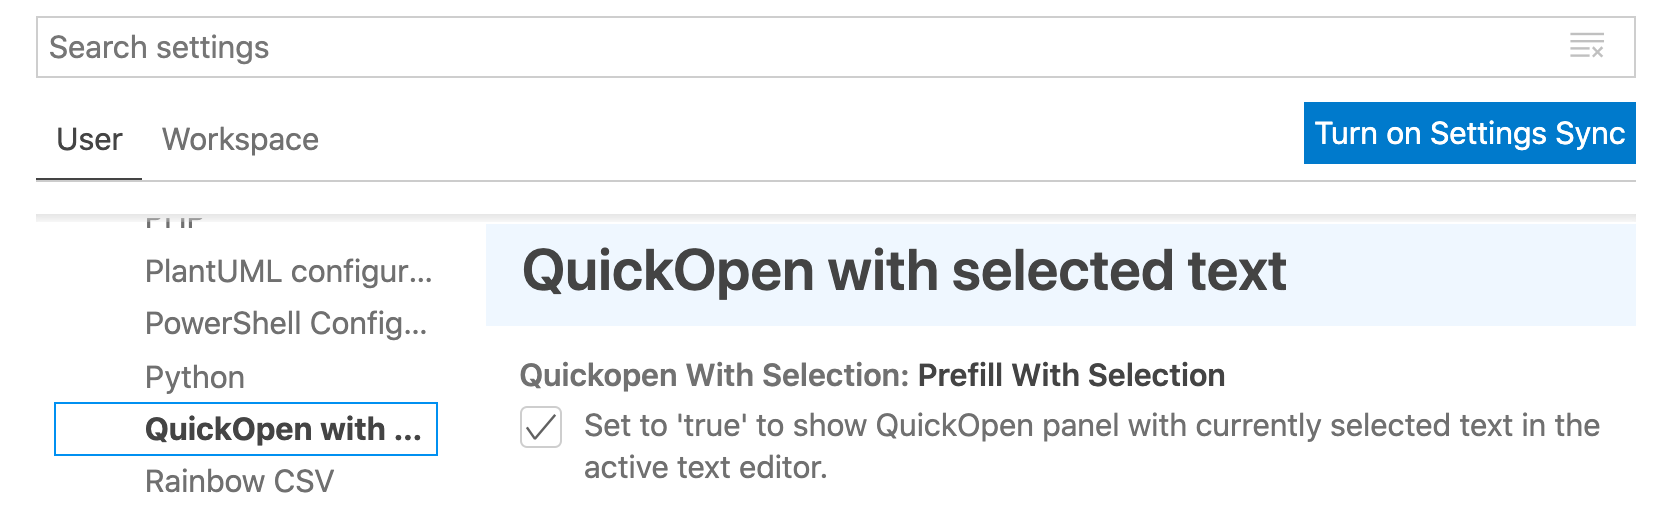 Search settings
User Workspace
Turn on Settings Sync
PHP
PlantUML configur...
PowerShell Config...
Python
QuickOpen with ...
Rainbow CSV
QuickOpen with selected text
Quickopen With Selection: Prefill With Selection
Set to 'true' to show QuickOpen panel with currently selected text in the
active text editor.